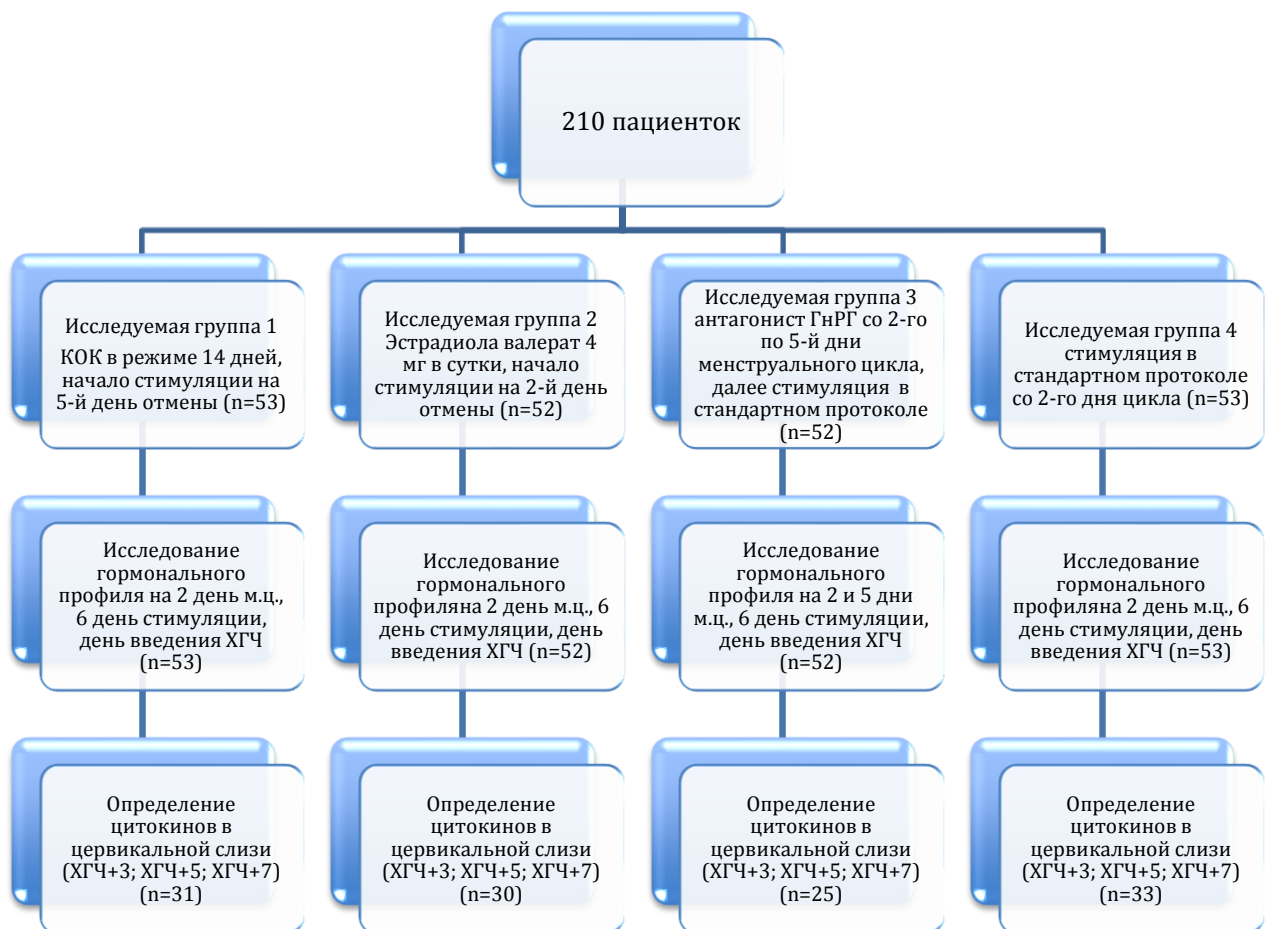 210 пациенток
Исследуемая группа 1
КОК в режиме 14 дней,
начало стимуляции на
5-й день отмены (n=53)
Исследуемая группа 2
Эстрадиола валерат 4
мг в сутки, начало
стимуляции на 2-й день
отмены (n=52)
Исследуемая группа 3
антагонист ГнРГ со 2-го
по 5-й дни
менструального цикла,
далее стимуляция в
стандартном протоколе
(n=52)
Исследуемая группа 4
стимуляция в
стандартном протоколе
со 2-го дня цикла (n=53)
Исследование
гормонального
профиля на 2 день м.ц.,
6 день стимуляции,
день введения ХГЧ
(n=53)
Исследование
гормонального
профиляна 2 день м.ц., 6
день стимуляции, день
введения ХГЧ (n=52)
Исследование
гормонального
профиля на 2 и 5 дни
м.ц., 6 день стимуляции,
день введения ХГЧ
(n=52)
Исследование
гормонального
профиляна 2 день м.ц., 6
день стимуляции, день
введения ХГЧ (n=53)
Определение
цитокинов в
цервикальной слизи
(ХГЧ+3; ХГЧ+5; ХГЧ+7)
(n=31)
Определение
цитокинов в
цервикальной слизи
(ХГЧ+3; ХГЧ+5; ХГЧ+7)
(n=30)
Определение
цитокинов в
цервикальной слизи
(ХГЧ+3; ХГЧ+5; ХГЧ+7)
(n=25)
Определение
цитокинов в
цервикальной слизи
(ХГЧ+3; ХГЧ+5; ХГЧ+7)
(n=33)